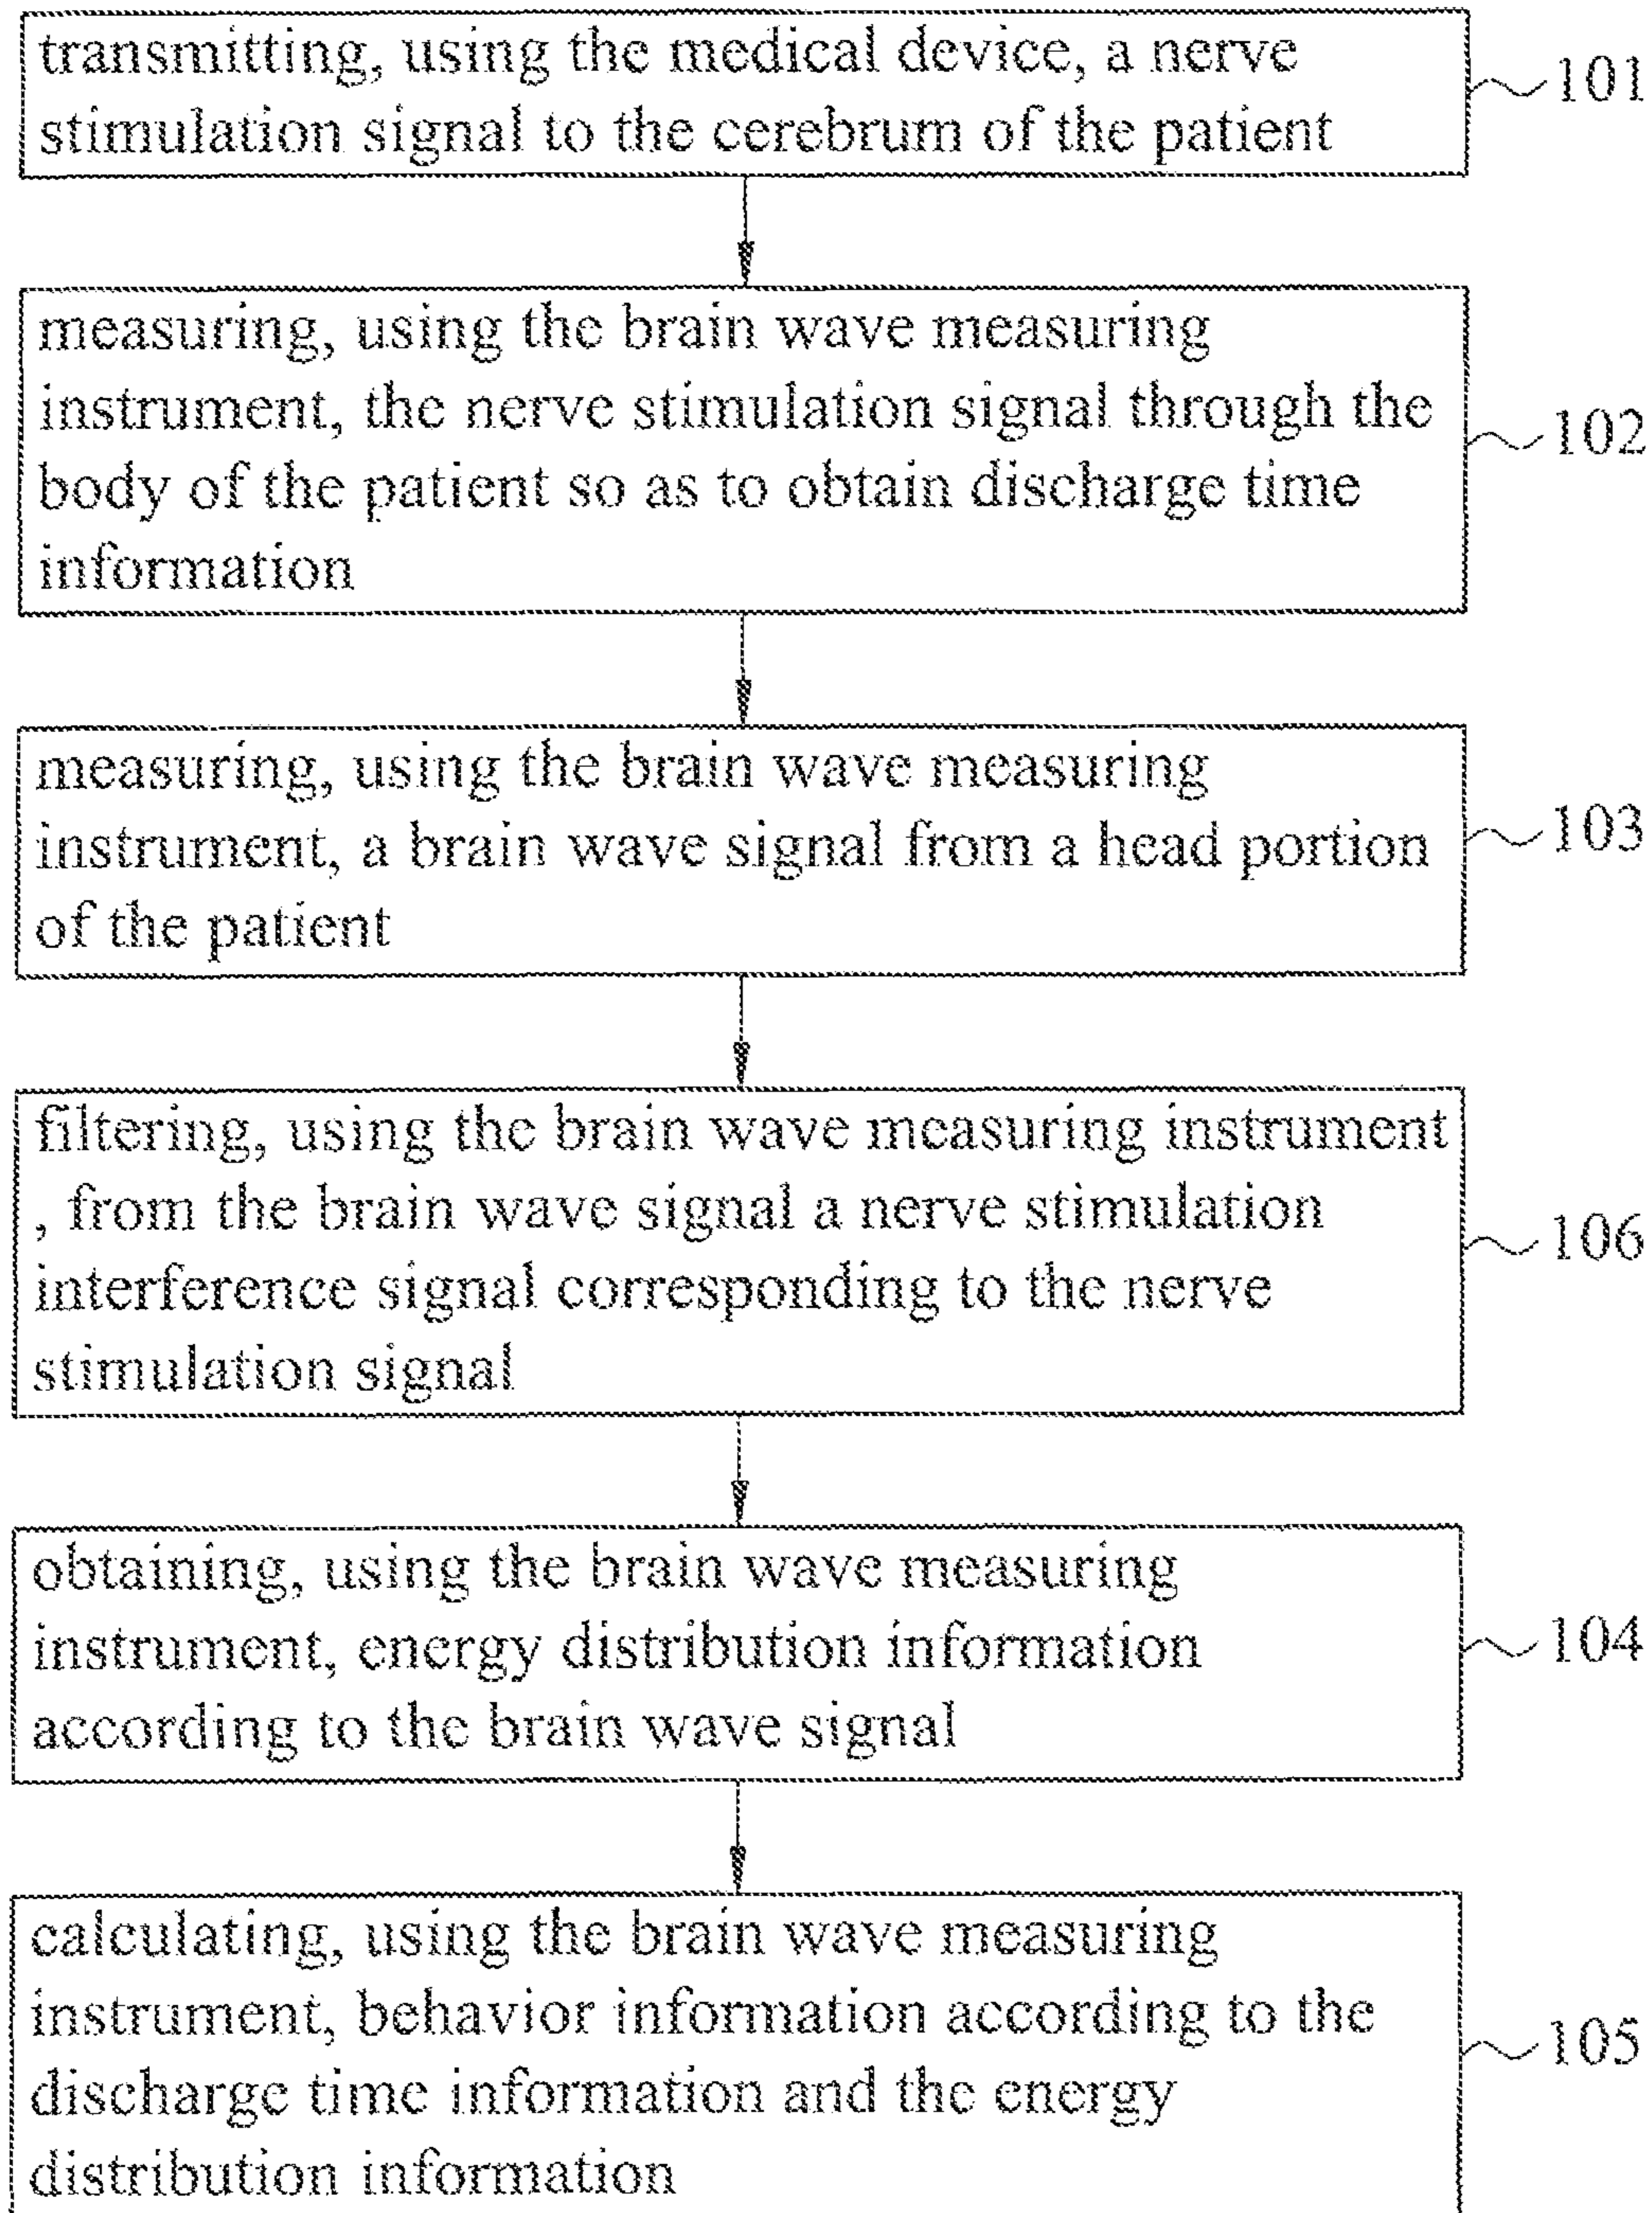 transmitting, using the medical device, a nerve
stimulation signal to the cerebrum of the patient
101
measuring, using the brain wave measuring
instrument, the nerve stimulation signal through the
body of the patient so as to obtain discharge time
information
102
measuring, using the brain wave measuring
instrument, a brain wave signal from a head portion
of the patient
103
filtering, using the brain wave measuring instrument
, from the brain wave signal a nerve stimulation
interference signal corresponding to the nerve
stimulation signal
106
obtaining, using the brain wave measuring
instrument, energy distribution information
according to the brain wave signal
104
calculating, using the brain wave measuring
instrument, behavior information according to the
discharge time information and the energy
distribution information
105